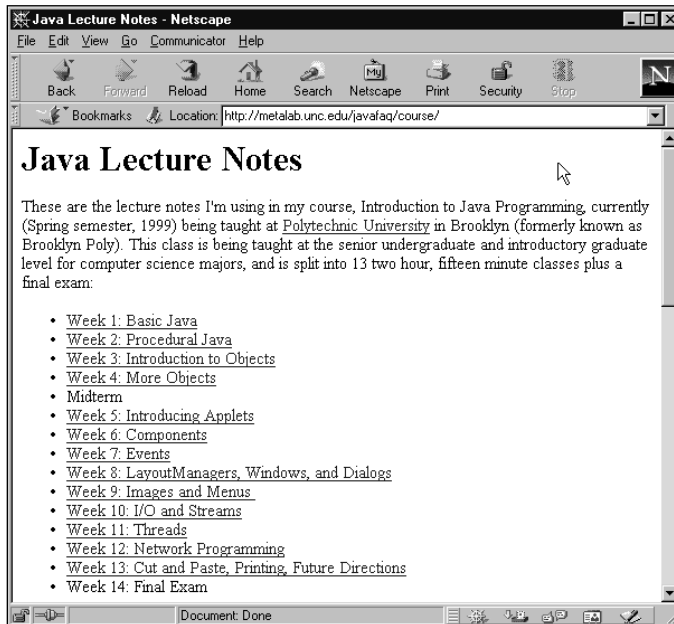 Java Lecture Notes - Netscape
File Edit View Go Communicator Help
Back Forward Reload Home Search Netscape Print Security Stop
My
N
Bookmarks Location: http://metalab.unc.edu/javafaq/course/
Java Lecture Notes
These are the lecture notes I'm using in my course, Introduction to Java Programming, currently
(Spring semester, 1999) being taught at Polytechnic University in Brooklyn (formerly known as
Brooklyn Poly). This class is being taught at the senior undergraduate and introductory graduate
level for computer science majors, and is split into 13 two hour, fifteen minute classes plus a
final exam:
• Week 1: Basic Java
• Week 2: Procedural Java
• Week 3: Introduction to Objects
• Week 4: More Objects
• Midterm
• Week 5: Introducing Applets
• Week 6: Components
• Week 7: Events
• Week 8: LayoutManagers, Windows, and Dialogs
• Week 9: Images and Menus
• Week 10: I/O and Streams
• Week 11: Threads
• Week 12: Network Programming
• Week 13: Cut and Paste, Printing, Future Directions
• Week 14: Final Exam
Document: Done